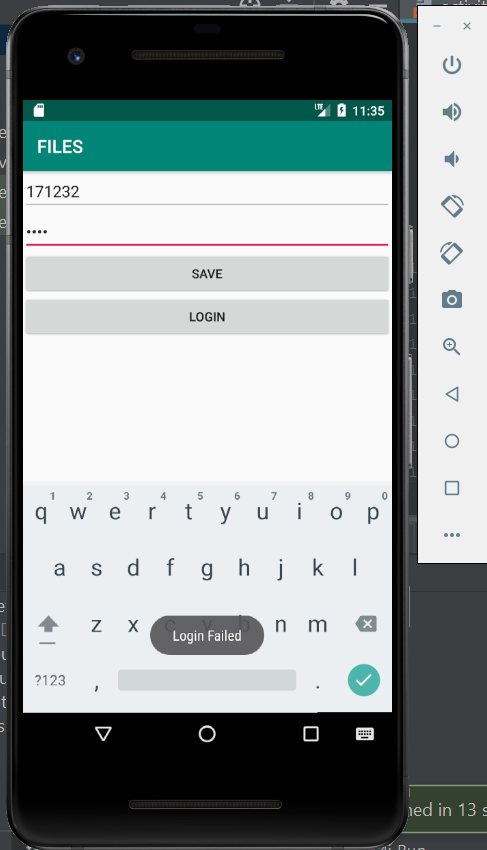 LTE 11:35
FILES
171232
••••
SAVE
LOGIN
1 2 3 4 5 6 7 8 9 0
q w e r t y u i o p
a s d f g h j k l
z x c v b n m
Login Failed
?123 , .
ned in 13 s